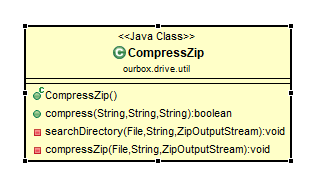 <<Java Class>>
CompressZip
ourbox.drive.util
CompressZip()
compress(String,String,String):boolean
searchDirectory(File,String,ZipOutputStream):void
compressZip(File,String,ZipOutputStream):void